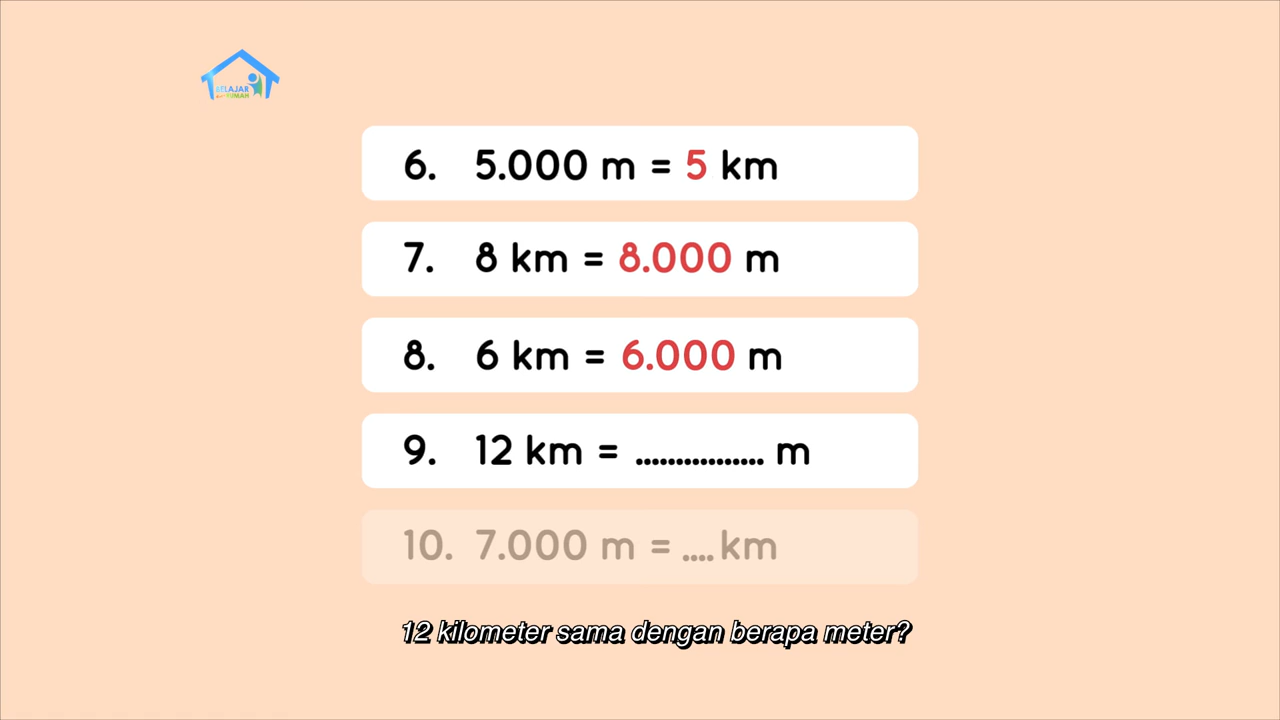 BELAJAR
RUMAH
6. 5.000 m = 5 km
7. 8 km = 8.000 m
8. 6 km = 6.000 m
9. 12 km = ................ m
10. 7.000 m = .... km
12 kilometer sama dengan berapa meter?